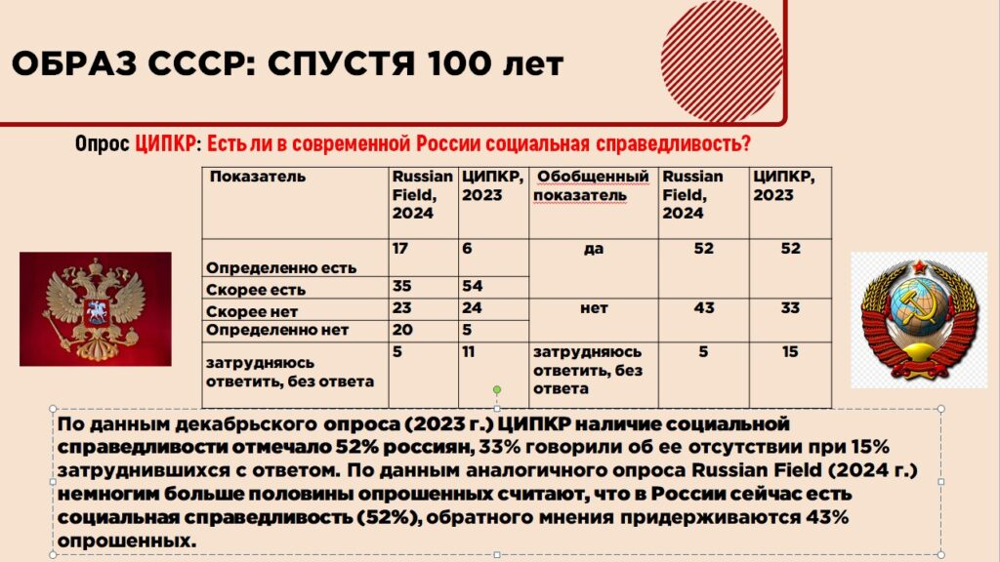 ОБРАЗ СССР: СПУСТЯ 100 лет
Опрос ЦИПКР: Есть ли в современной России социальная справедливость?
Показатель Russian Field, 2024 ЦИПКР, 2023 Обобщенный показатель Russian Field, 2024 ЦИПКР, 2023
Определенно есть 17 6 да 52 52
Скорее есть 35 54
Скорее нет 23 24 нет 43 33
Определенно нет 20 5
затрудняюсь ответить, без ответа 5 11 затрудняюсь ответить, без ответа 5 15
По данным декабрьского опроса (2023 г.) ЦИПКР наличие социальной
справедливости отмечало 52% россиян, 33% говорили об ее отсутствии при 15%
затруднившихся с ответом. По данным аналогичного опроса Russian Field (2024 г.)
немногим больше половины опрошенных считают, что в России сейчас есть
социальная справедливость (52%), обратного мнения придерживаются 43%
опрошенных.